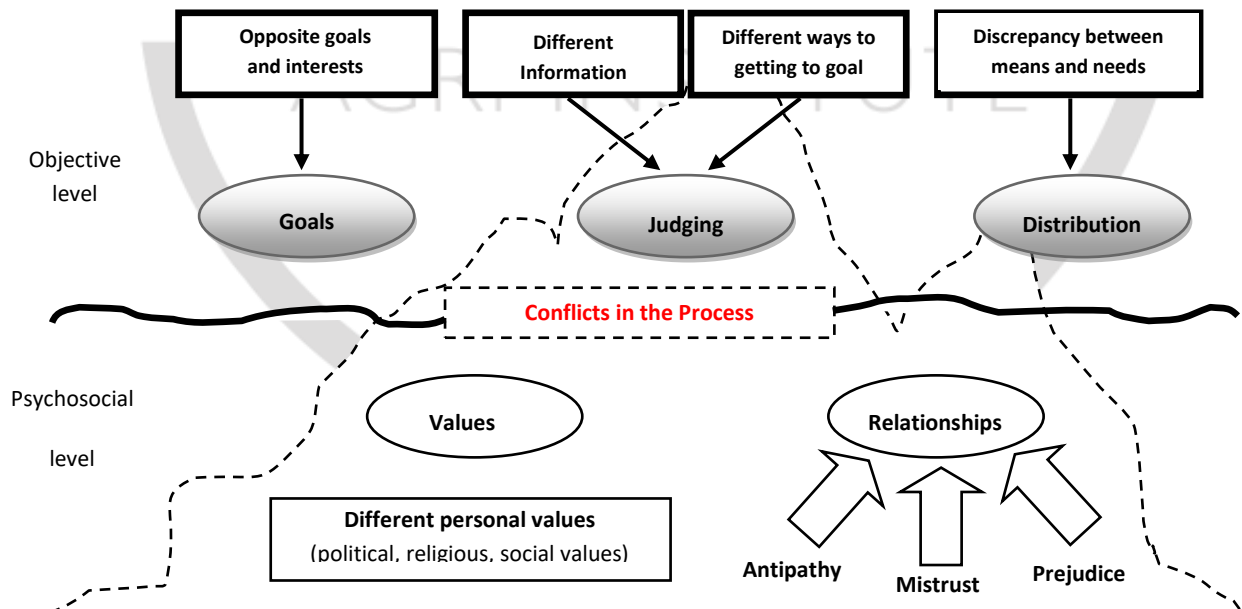 Opposite goals
and interests
Different
Information
Different ways to
getting to goal
Discrepancy between
means and needs
Objective
level
Goals
Judging
Distribution
Conflicts in the Process
Psychosocial
level
Values
Relationships
Different personal values
(political, religious, social values)
Antipathy
Mistrust
Prejudice